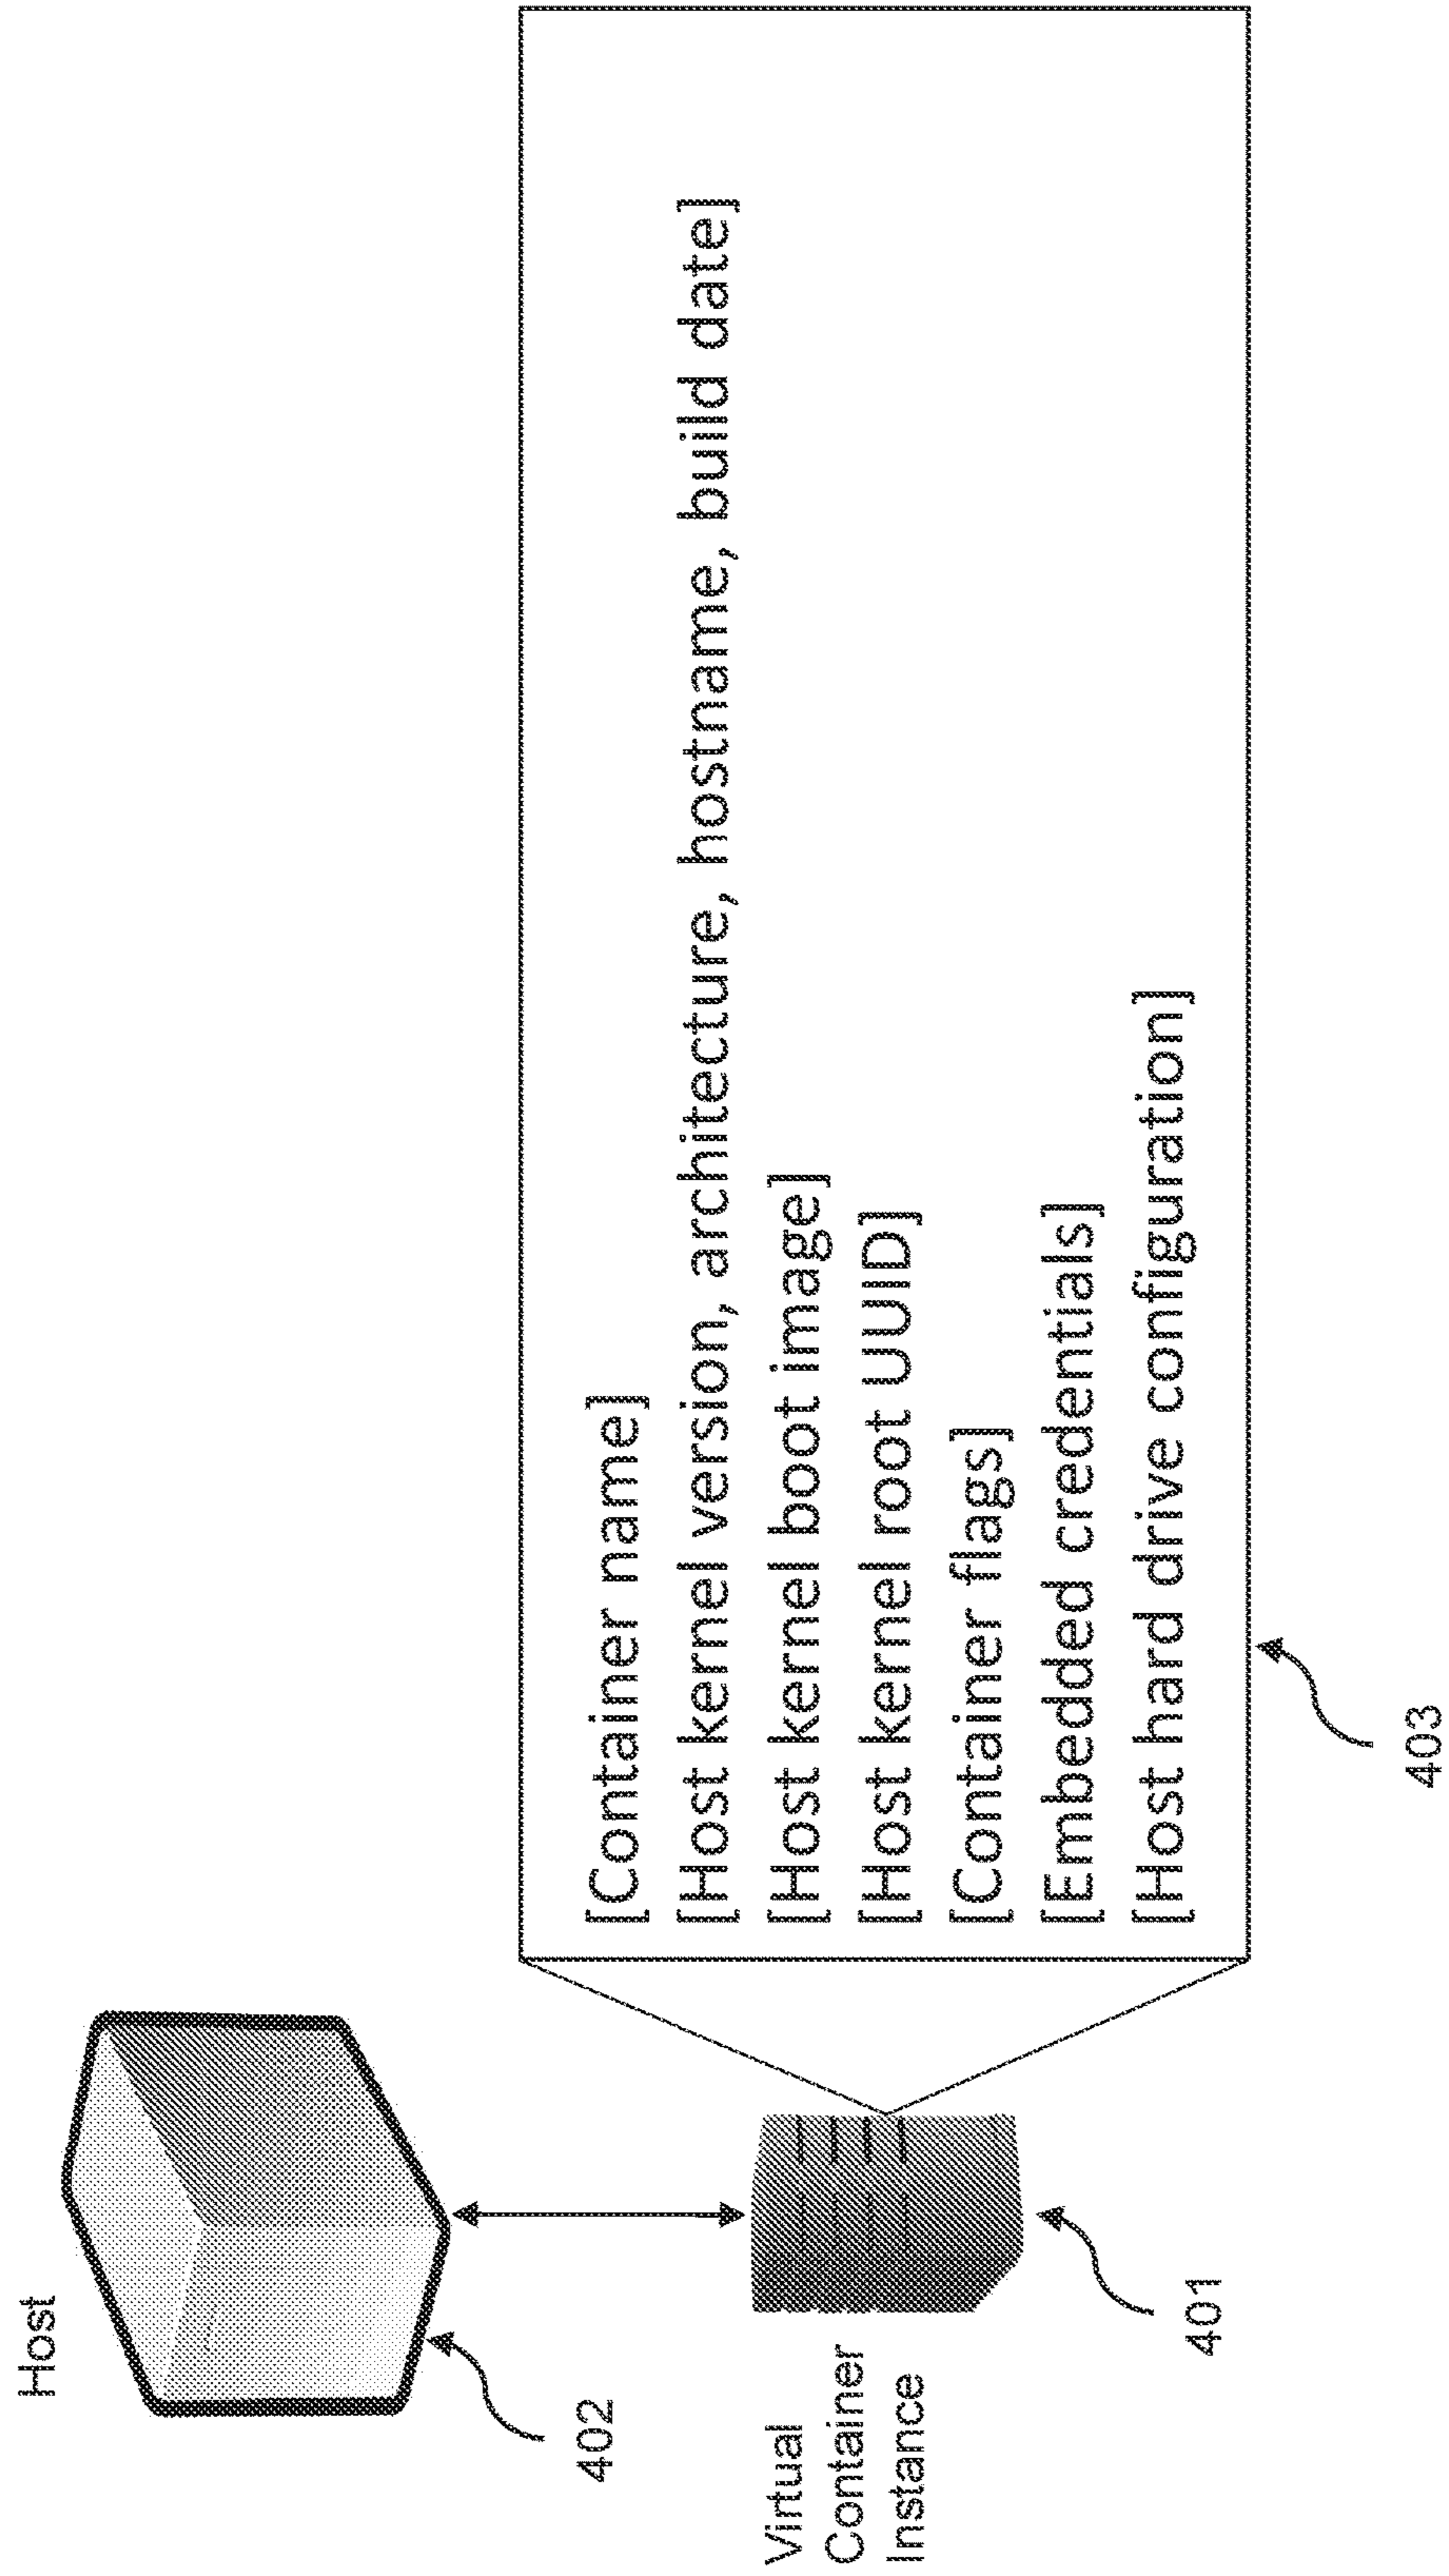 Host
402
Virtual
Container
Instance
401
[Container name]
[Host kernel version, architecture, hostname, build date]
[Host kernel boot image]
[Host kernel root UUID]
[Container flags]
[Embedded credentials]
[Host hard drive configuration]
403